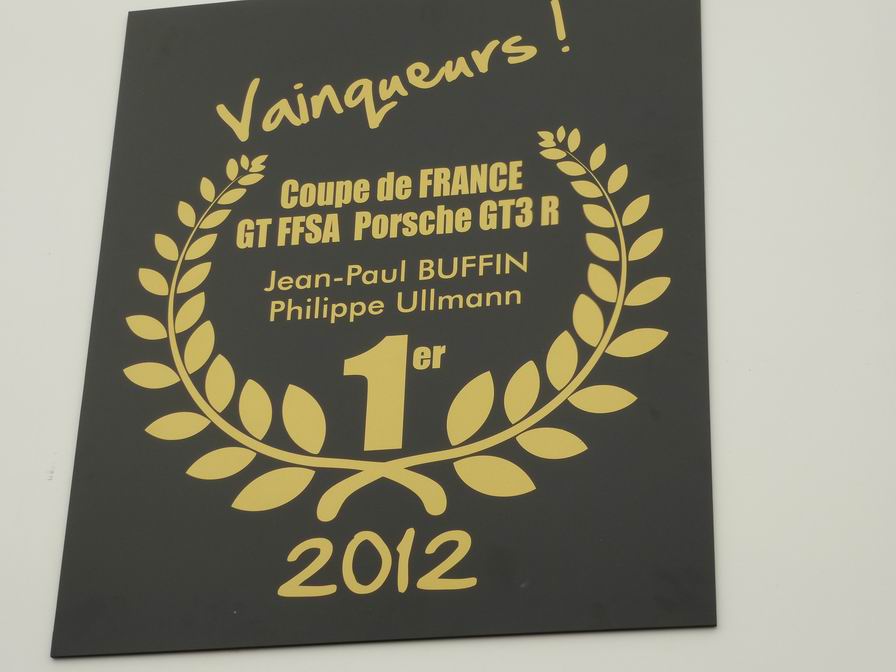 Vainqueurs !
Coupe de FRANCE
GT FFSA Porsche GT3 R
Jean-Paul BUFFIN
Philippe Ullmann
1er
2012